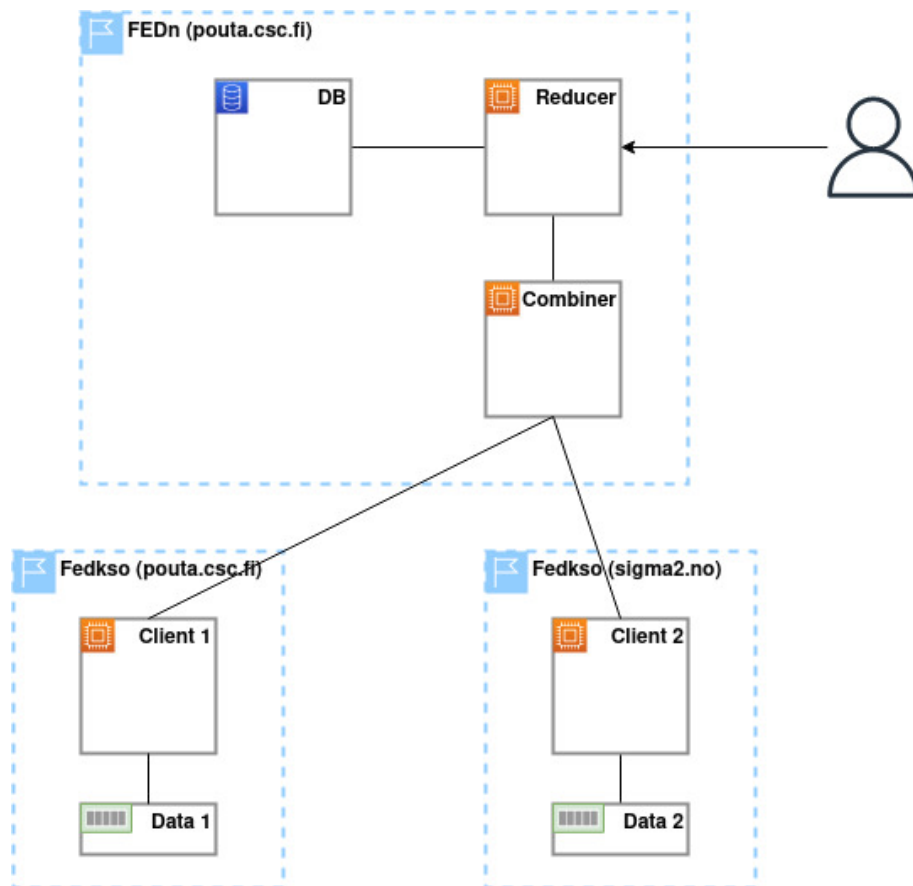 FEDn (pouta.csc.fi)
DB
Reducer
Combiner
Fedkso (pouta.csc.fi)
Fedkso (sigma2.no)
Client 1
Client 2
Data 1
Data 2